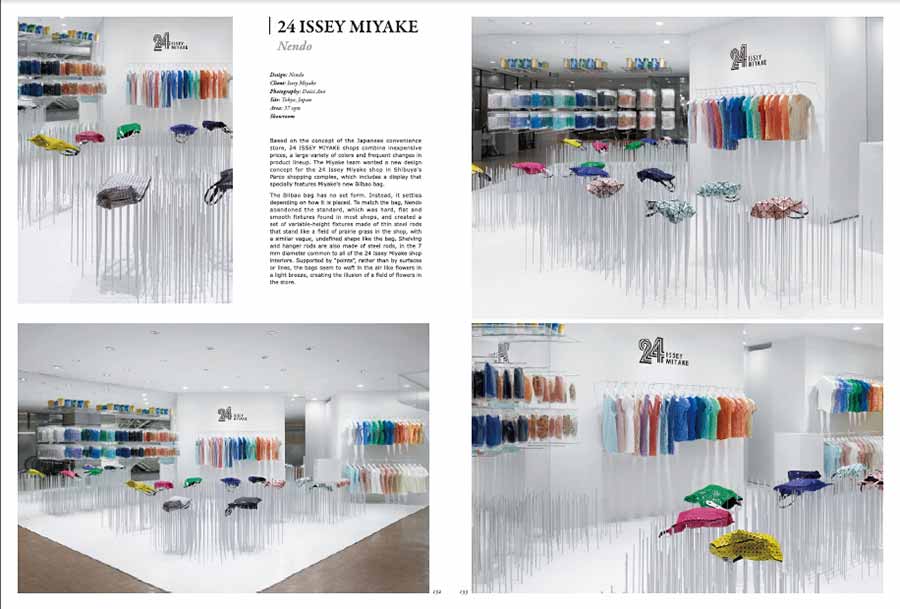 24 ISSEY
MIYAKE
24 ISSEY MIYAKE
Nendo
Design: Nendo
Client: Issey Miyake
Photography: Daici Ano
Site: Tokyo, Japan
Area: 37 sqm
Showroom
Based on the concept of the Japanese convenience
store, 24 ISSEY MIYAKE shops combine inexpensive
prices, a large variety of colors and frequent changes in
product lineup. The Miyake team wanted a new design
concept for the 24 Issey Miyake shop in Shibuya's
Parco shopping complex, which includes a display that
specially features Miyake's new Bilbao bag.
The Bilbao bag has no set form. Instead, it settles
depending on how it is placed. To match the bag, Nendo
abandoned the standard, which was hard, flat and
smooth fixtures found in most shops, and created a
set of variable-height fixtures made of thin steel rods
that stand like a field of prairie grass in the shop, with
a similar vague, undefined shape like the bag. Shelving
and hanger rods are also made of steel rods, in the 7
mm diameter common to all of the 24 Issey Miyake shop
interiors. Supported by "points", rather than by surfaces
or lines, the bags seem to waft in the air like flowers in
a light breeze, creating the illusion of a field of flowers in
the store.
24 ISSEY
MIYAKE
24 ISSEY
MIYAKE
24 ISSEY
MIYAKE
132
133